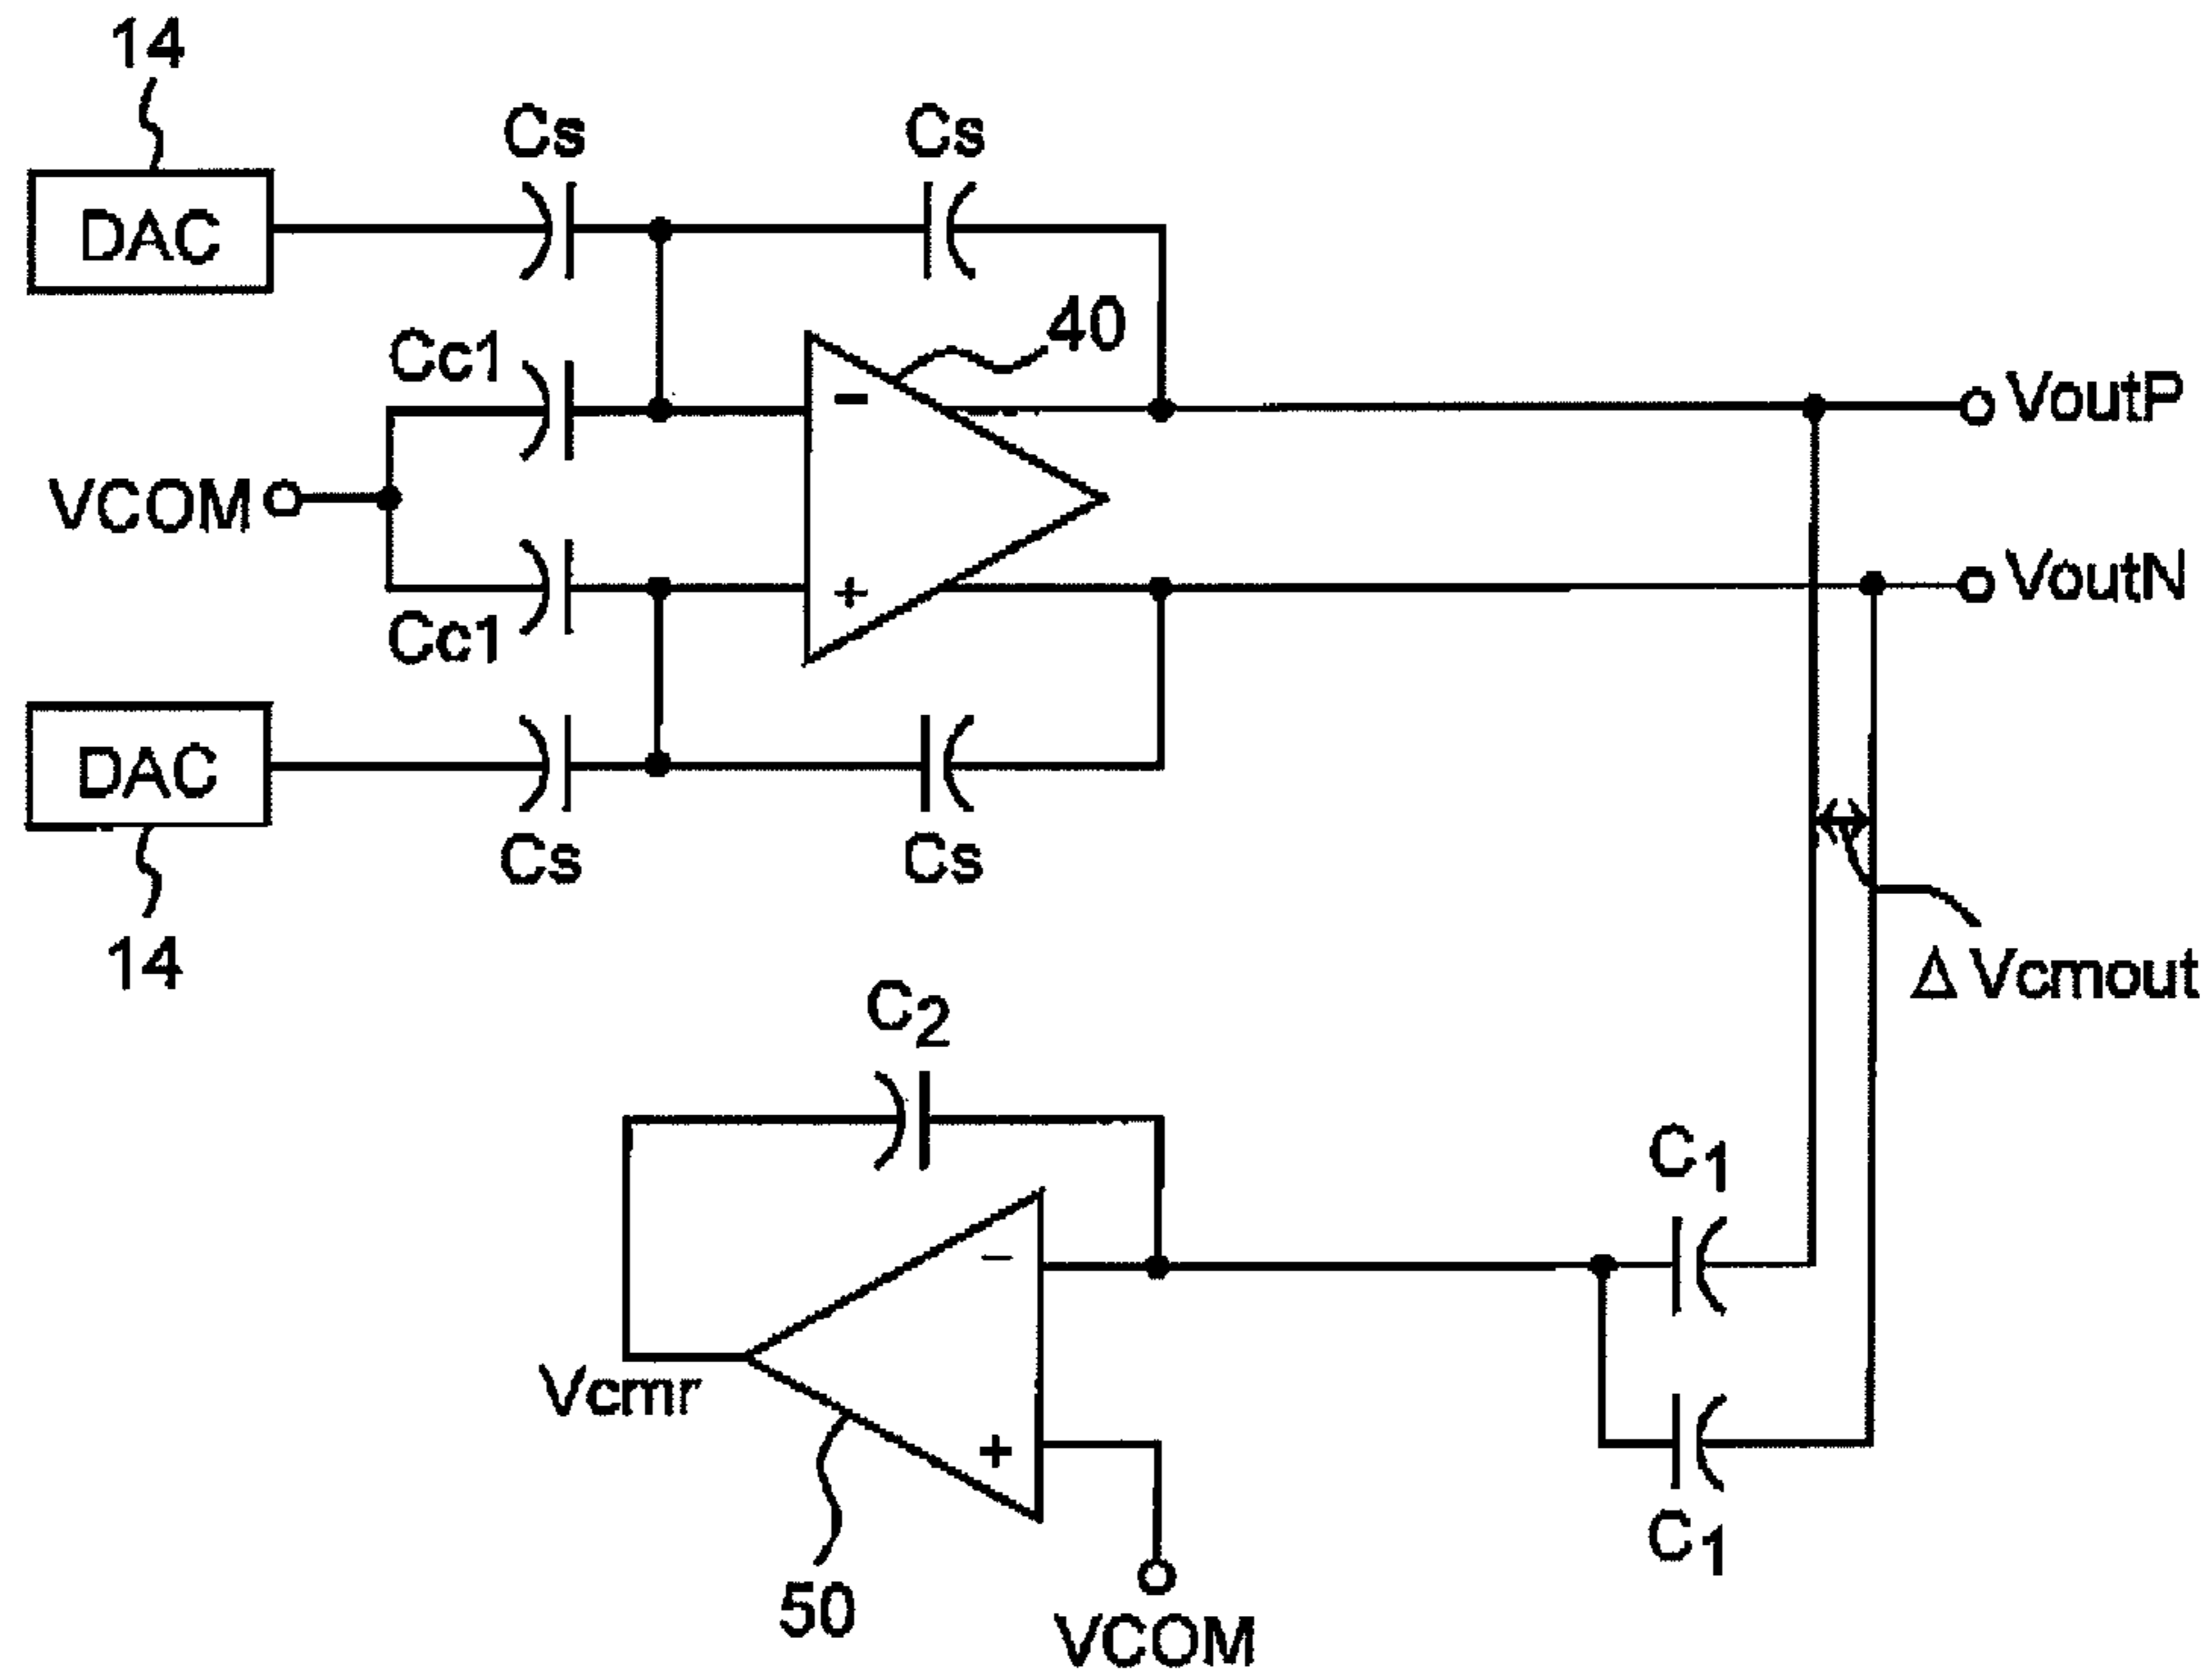 14
Cs
Cs
DAC
40
Cc1
-
VoutP
VCOM
+
VoutN
Cc1
DAC
Cs
Cs
14
Δ Vcmout
C2
C1
–
Vcmr
+
C1
50
VCOM